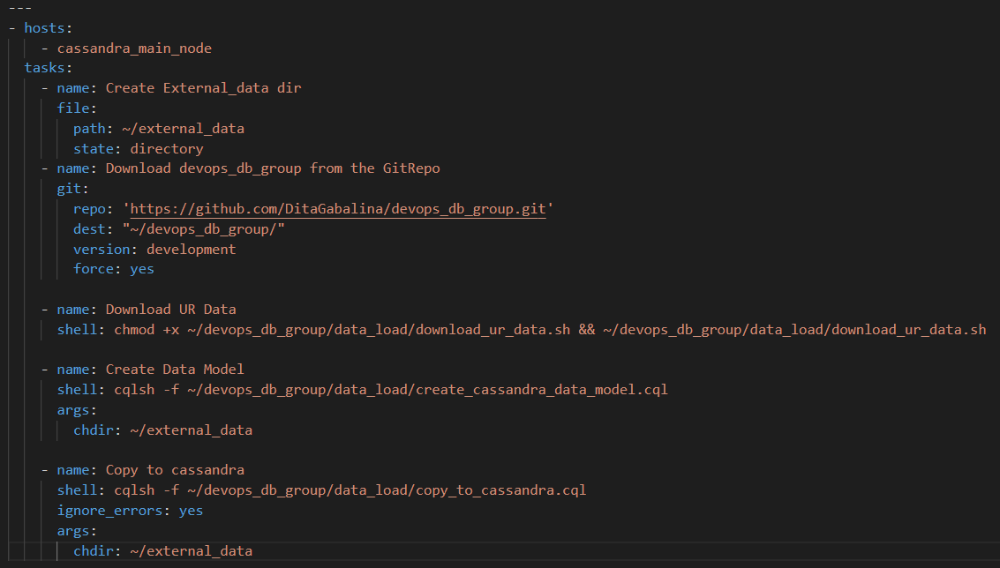 ---
- hosts:
    - cassandra_main_node
  tasks:
    - name: Create External_data dir
      file:
        path: ~/external_data
        state: directory
    - name: Download devops_db_group from the GitRepo
      git:
        repo: 'https://github.com/DitaGabalina/devops_db_group.git'
        dest: "~/devops_db_group/"
        version: development
        force: yes

    - name: Download UR Data
      shell: chmod +x ~/devops_db_group/data_load/download_ur_data.sh && ~/devops_db_group/data_load/download_ur_data.sh

    - name: Create Data Model
      shell: cqlsh -f ~/devops_db_group/data_load/create_cassandra_data_model.cql
      args:
        chdir: ~/external_data

    - name: Copy to cassandra
      shell: cqlsh -f ~/devops_db_group/data_load/copy_to_cassandra.cql
      ignore_errors: yes
      args:
        chdir: ~/external_data